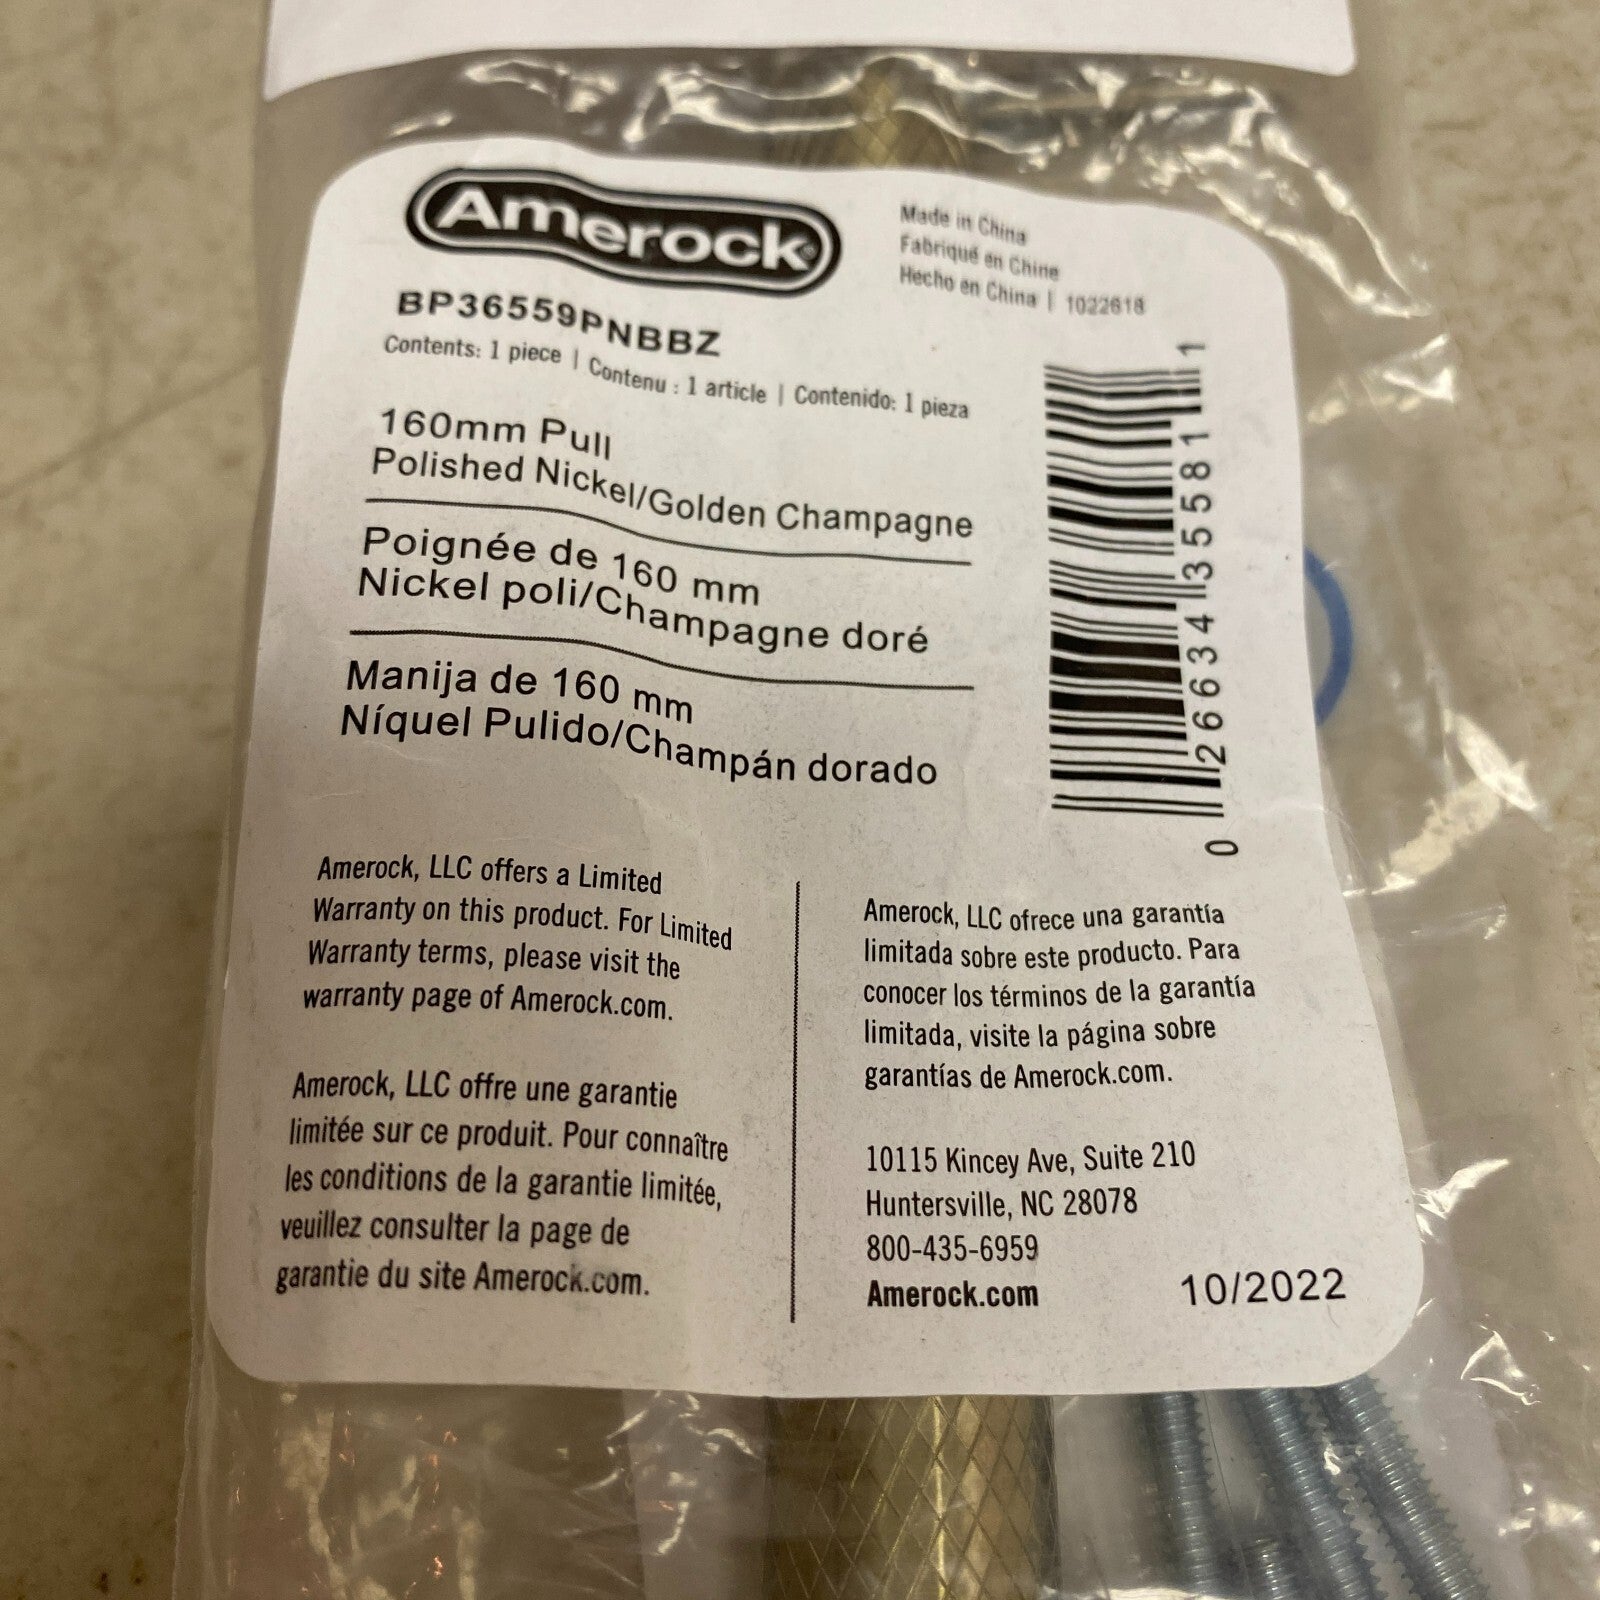 Amerock
Made in China
Fabriqué en Chine
Hecho en China | 1022618
BP36559PNBBZ
Contents: 1 piece | Contenu : 1 article | Contenido: 1 pieza
160mm Pull
Polished Nickel/Golden Champagne
Poignée de 160 mm
Nickel poli/Champagne doré
Manija de 160 mm
Níquel Pulido/Champán dorado
0 26634 35581 1
Amerock, LLC offers a Limited
Warranty on this product. For Limited
Warranty terms, please visit the
warranty page of Amerock.com.
Amerock, LLC offre une garantie
limitée sur ce produit. Pour connaître
les conditions de la garantie limitée,
veuillez consulter la page de
garantie du site Amerock.com.
Amerock, LLC ofrece una garantía
limitada sobre este producto. Para
conocer los términos de la garantía
limitada, visite la página sobre
garantías de Amerock.com.
10115 Kincey Ave, Suite 210
Huntersville, NC 28078
800-435-6959
Amerock.com
10/2022